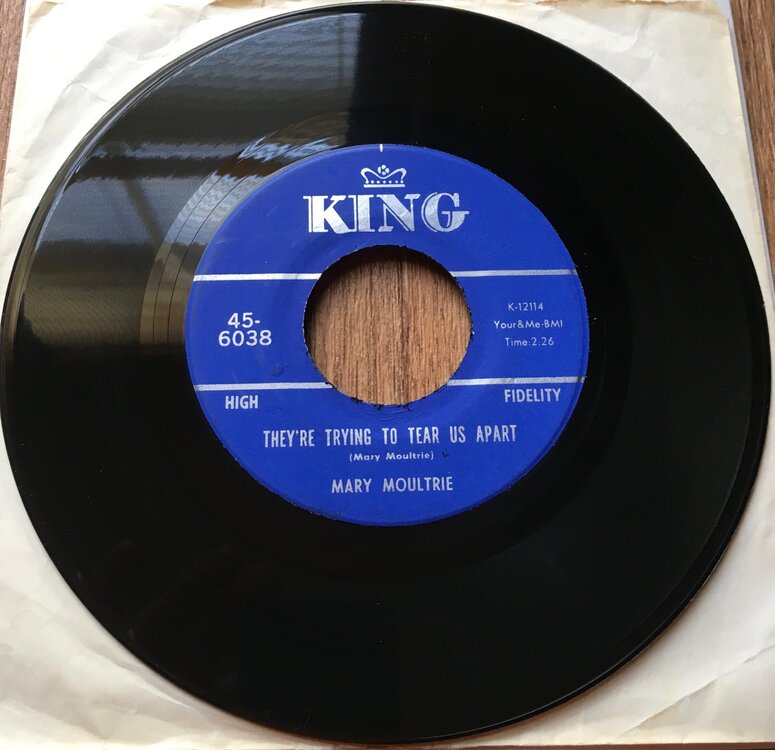 KING
45-
6038
K-12114
Your&Me-BMI
Time:2.26
HIGH
FIDELITY
THEY'RE TRYING TO TEAR US APART
(Mary Moultrie)
MARY MOULTRIE